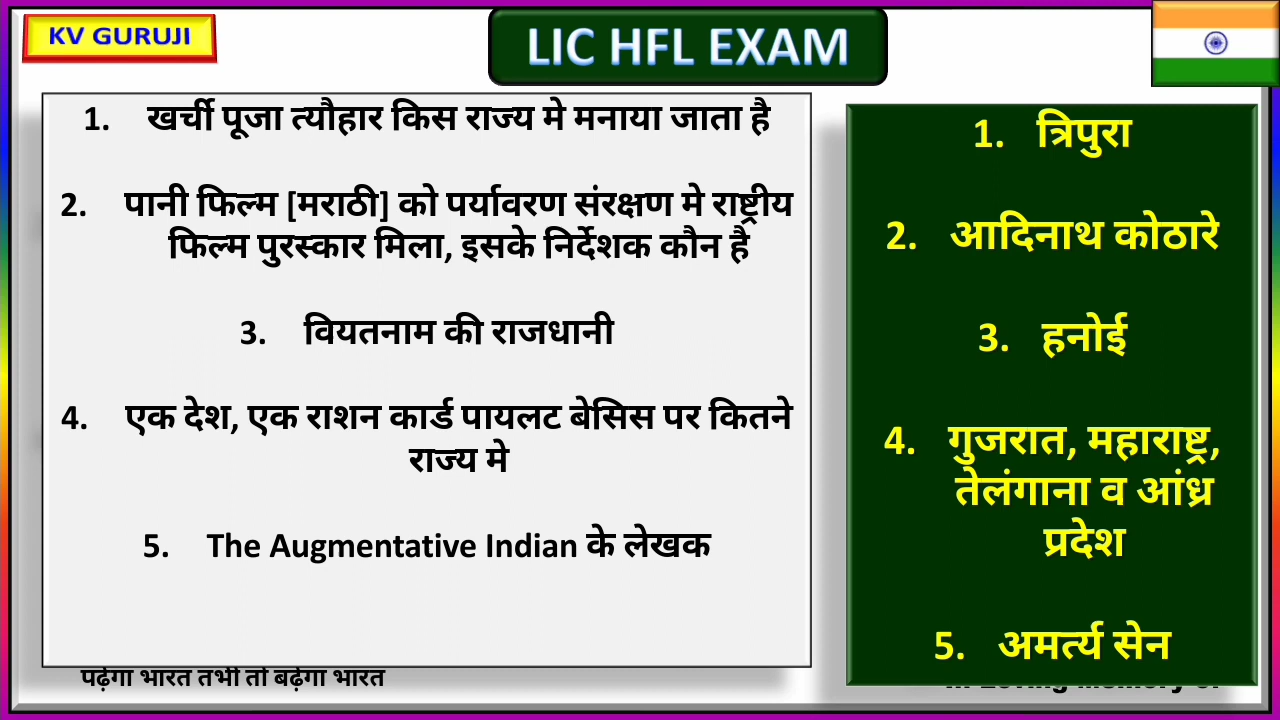 KV GURUJI
LIC HFL EXAM
1. खर्ची पूजा त्यौहार किस राज्य मे मनाया जाता है
2. पानी फिल्म [मराठी] को पर्यावरण संरक्षण मे राष्ट्रीय
फिल्म पुरस्कार मिला, इसके निर्देशक कौन है
3. वियतनाम की राजधानी
4. एक देश, एक राशन कार्ड पायलट बेसिस पर कितने
राज्य मे
5. The Augmentative Indian के लेखक
1. त्रिपुरा
2. आदिनाथ कोठारे
3. हनोई
4. गुजरात, महाराष्ट्र,
तेलंगाना व आंध्र
प्रदेश
5. अमर्त्य सेन
पढ़ेगा भारत तभी तो बढ़ेगा भारत